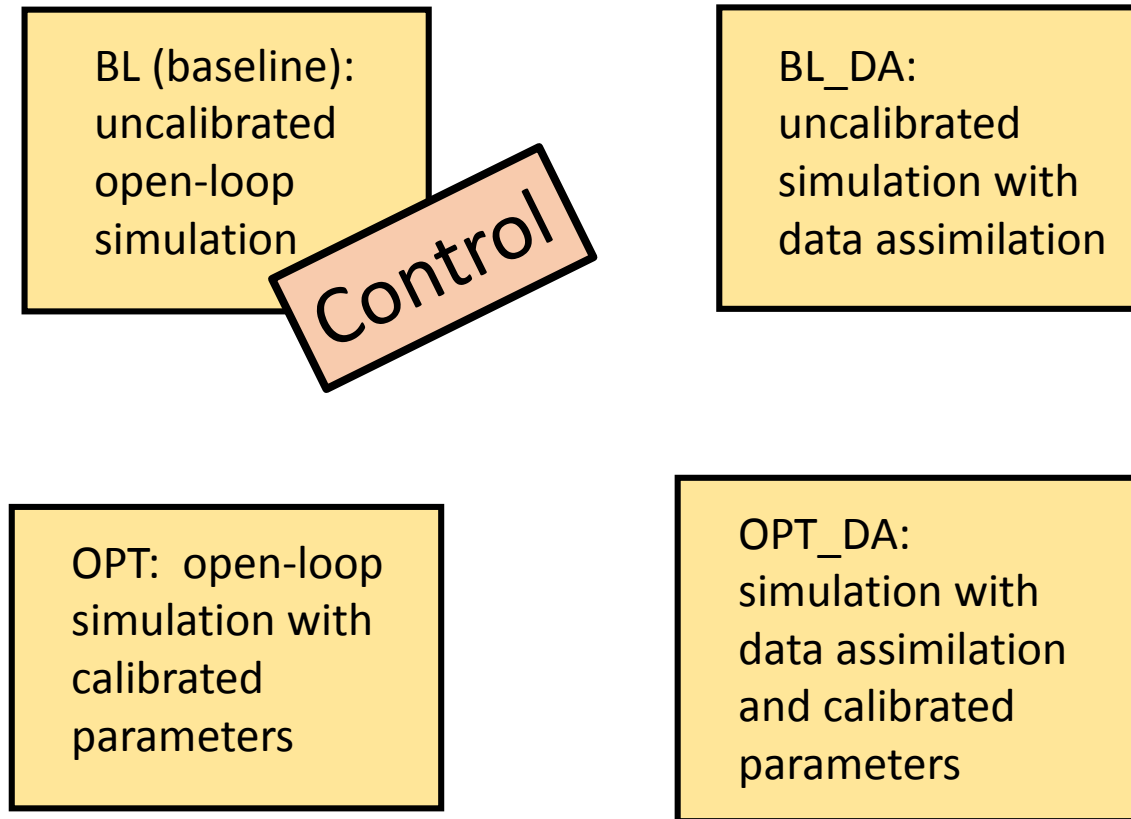 BL (baseline):
uncalibrated
open-loop
simulation
Control
BL_DA:
uncalibrated
simulation with
data assimilation
OPT:  open-loop
simulation with
calibrated
parameters
OPT_DA:
simulation with
data assimilation
and calibrated
parameters